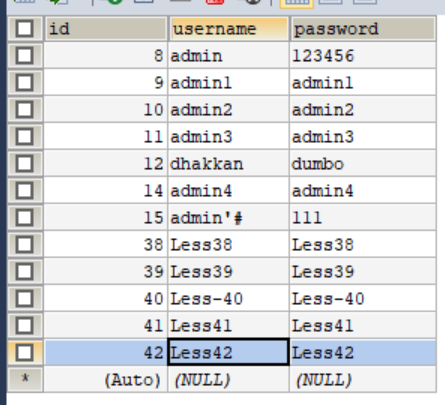 id username password
8 admin 123456
9 admin1 admin1
10 admin2 admin2
11 admin3 admin3
12 dhakkan dumbo
14 admin4 admin4
15 admin'# 111
38 Less38 Less38
39 Less39 Less39
40 Less-40 Less-40
41 Less41 Less41
42 Less42 Less42
* (Auto) (NULL) (NULL)